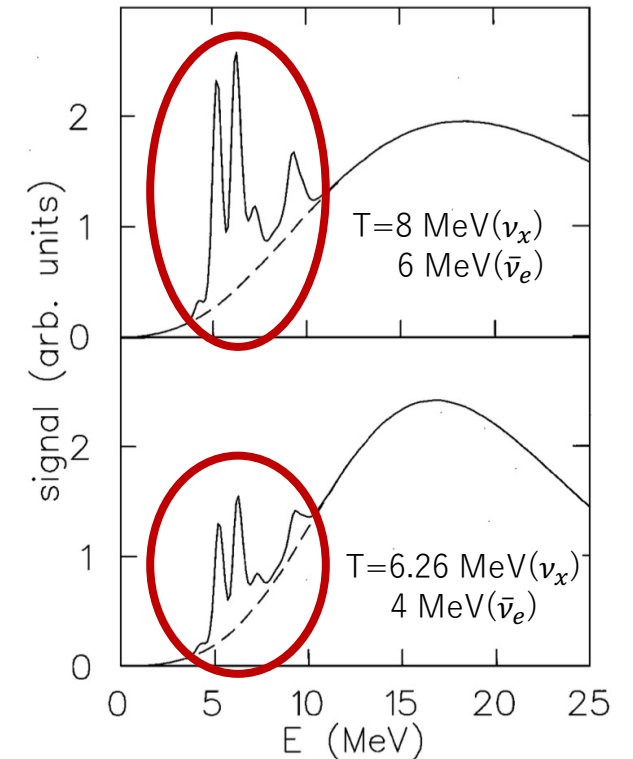 2
1
0
T=8 MeV(𝜈ₓ)
6 MeV(𝜈̄ₑ)
signal (arb. units)
2
1
0
T=6.26 MeV(𝜈ₓ)
4 MeV(𝜈̄ₑ)
0 5 10 15 20 25
E (MeV)